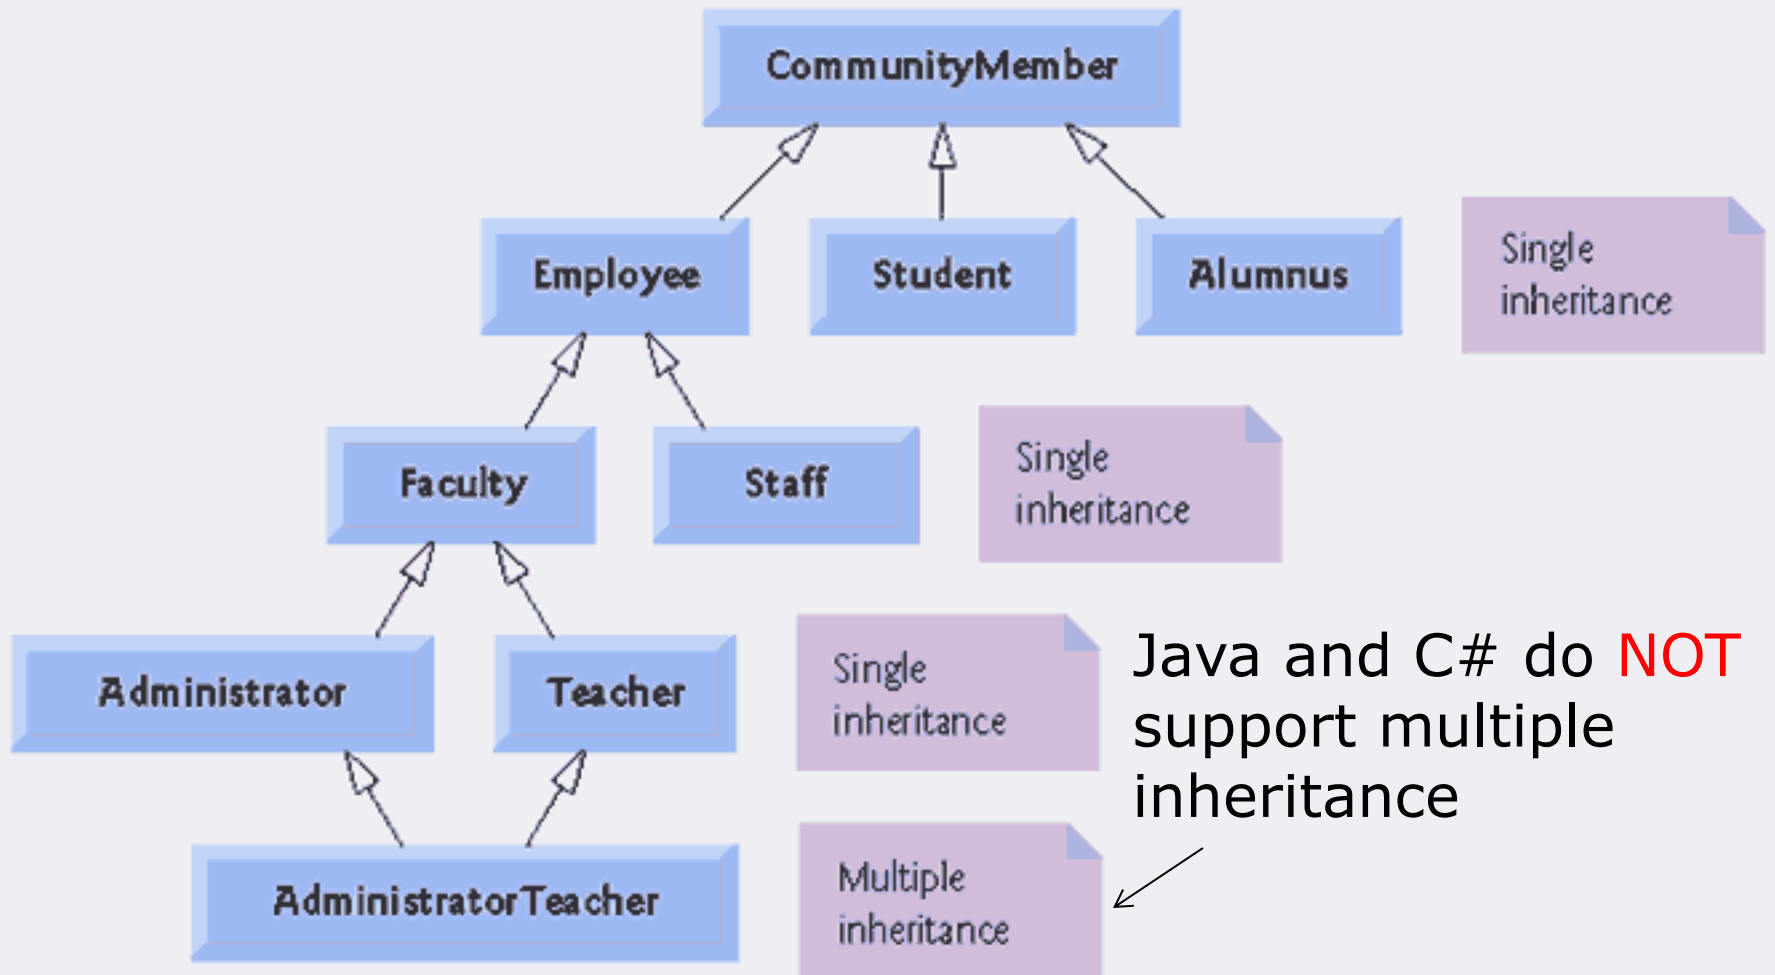 CommunityMember
Employee
Student
Alumnus
Single
inheritance
Faculty
Staff
Single
inheritance
Administrator
Teacher
Single
inheritance
Java and C# do NOT
support multiple
inheritance
AdministratorTeacher
Multiple
inheritance